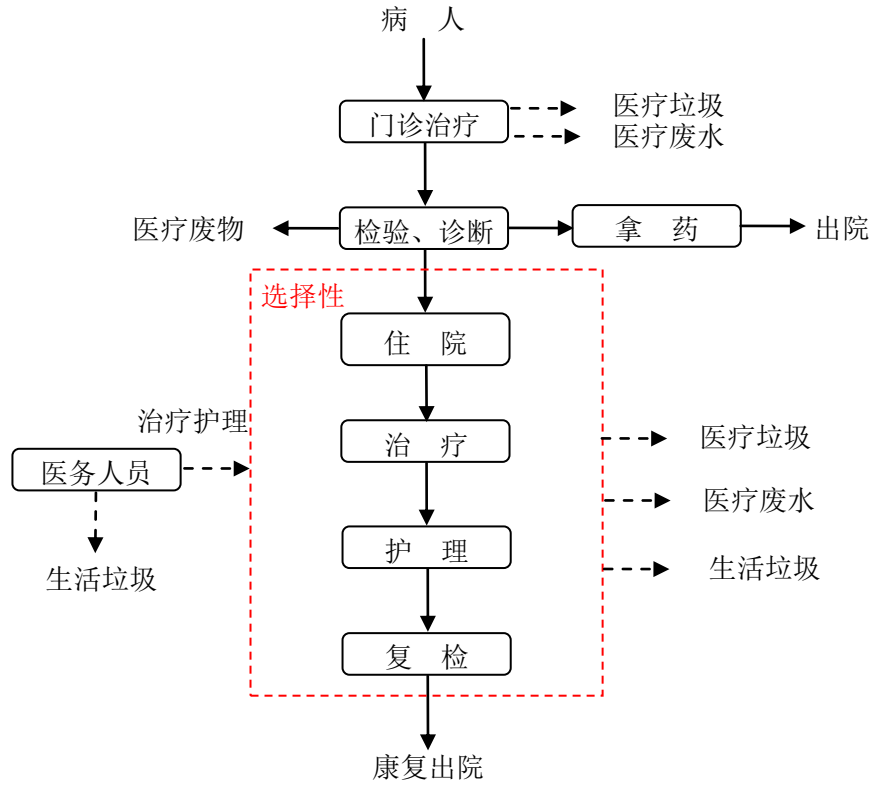 病 人
门诊治疗
医疗垃圾
医疗废水
医疗废物
检验、诊断
拿 药
出院
选择性
住 院
治疗护理
治 疗
医疗垃圾
医务人员
医疗废水
护 理
生活垃圾
生活垃圾
复 检
康复出院